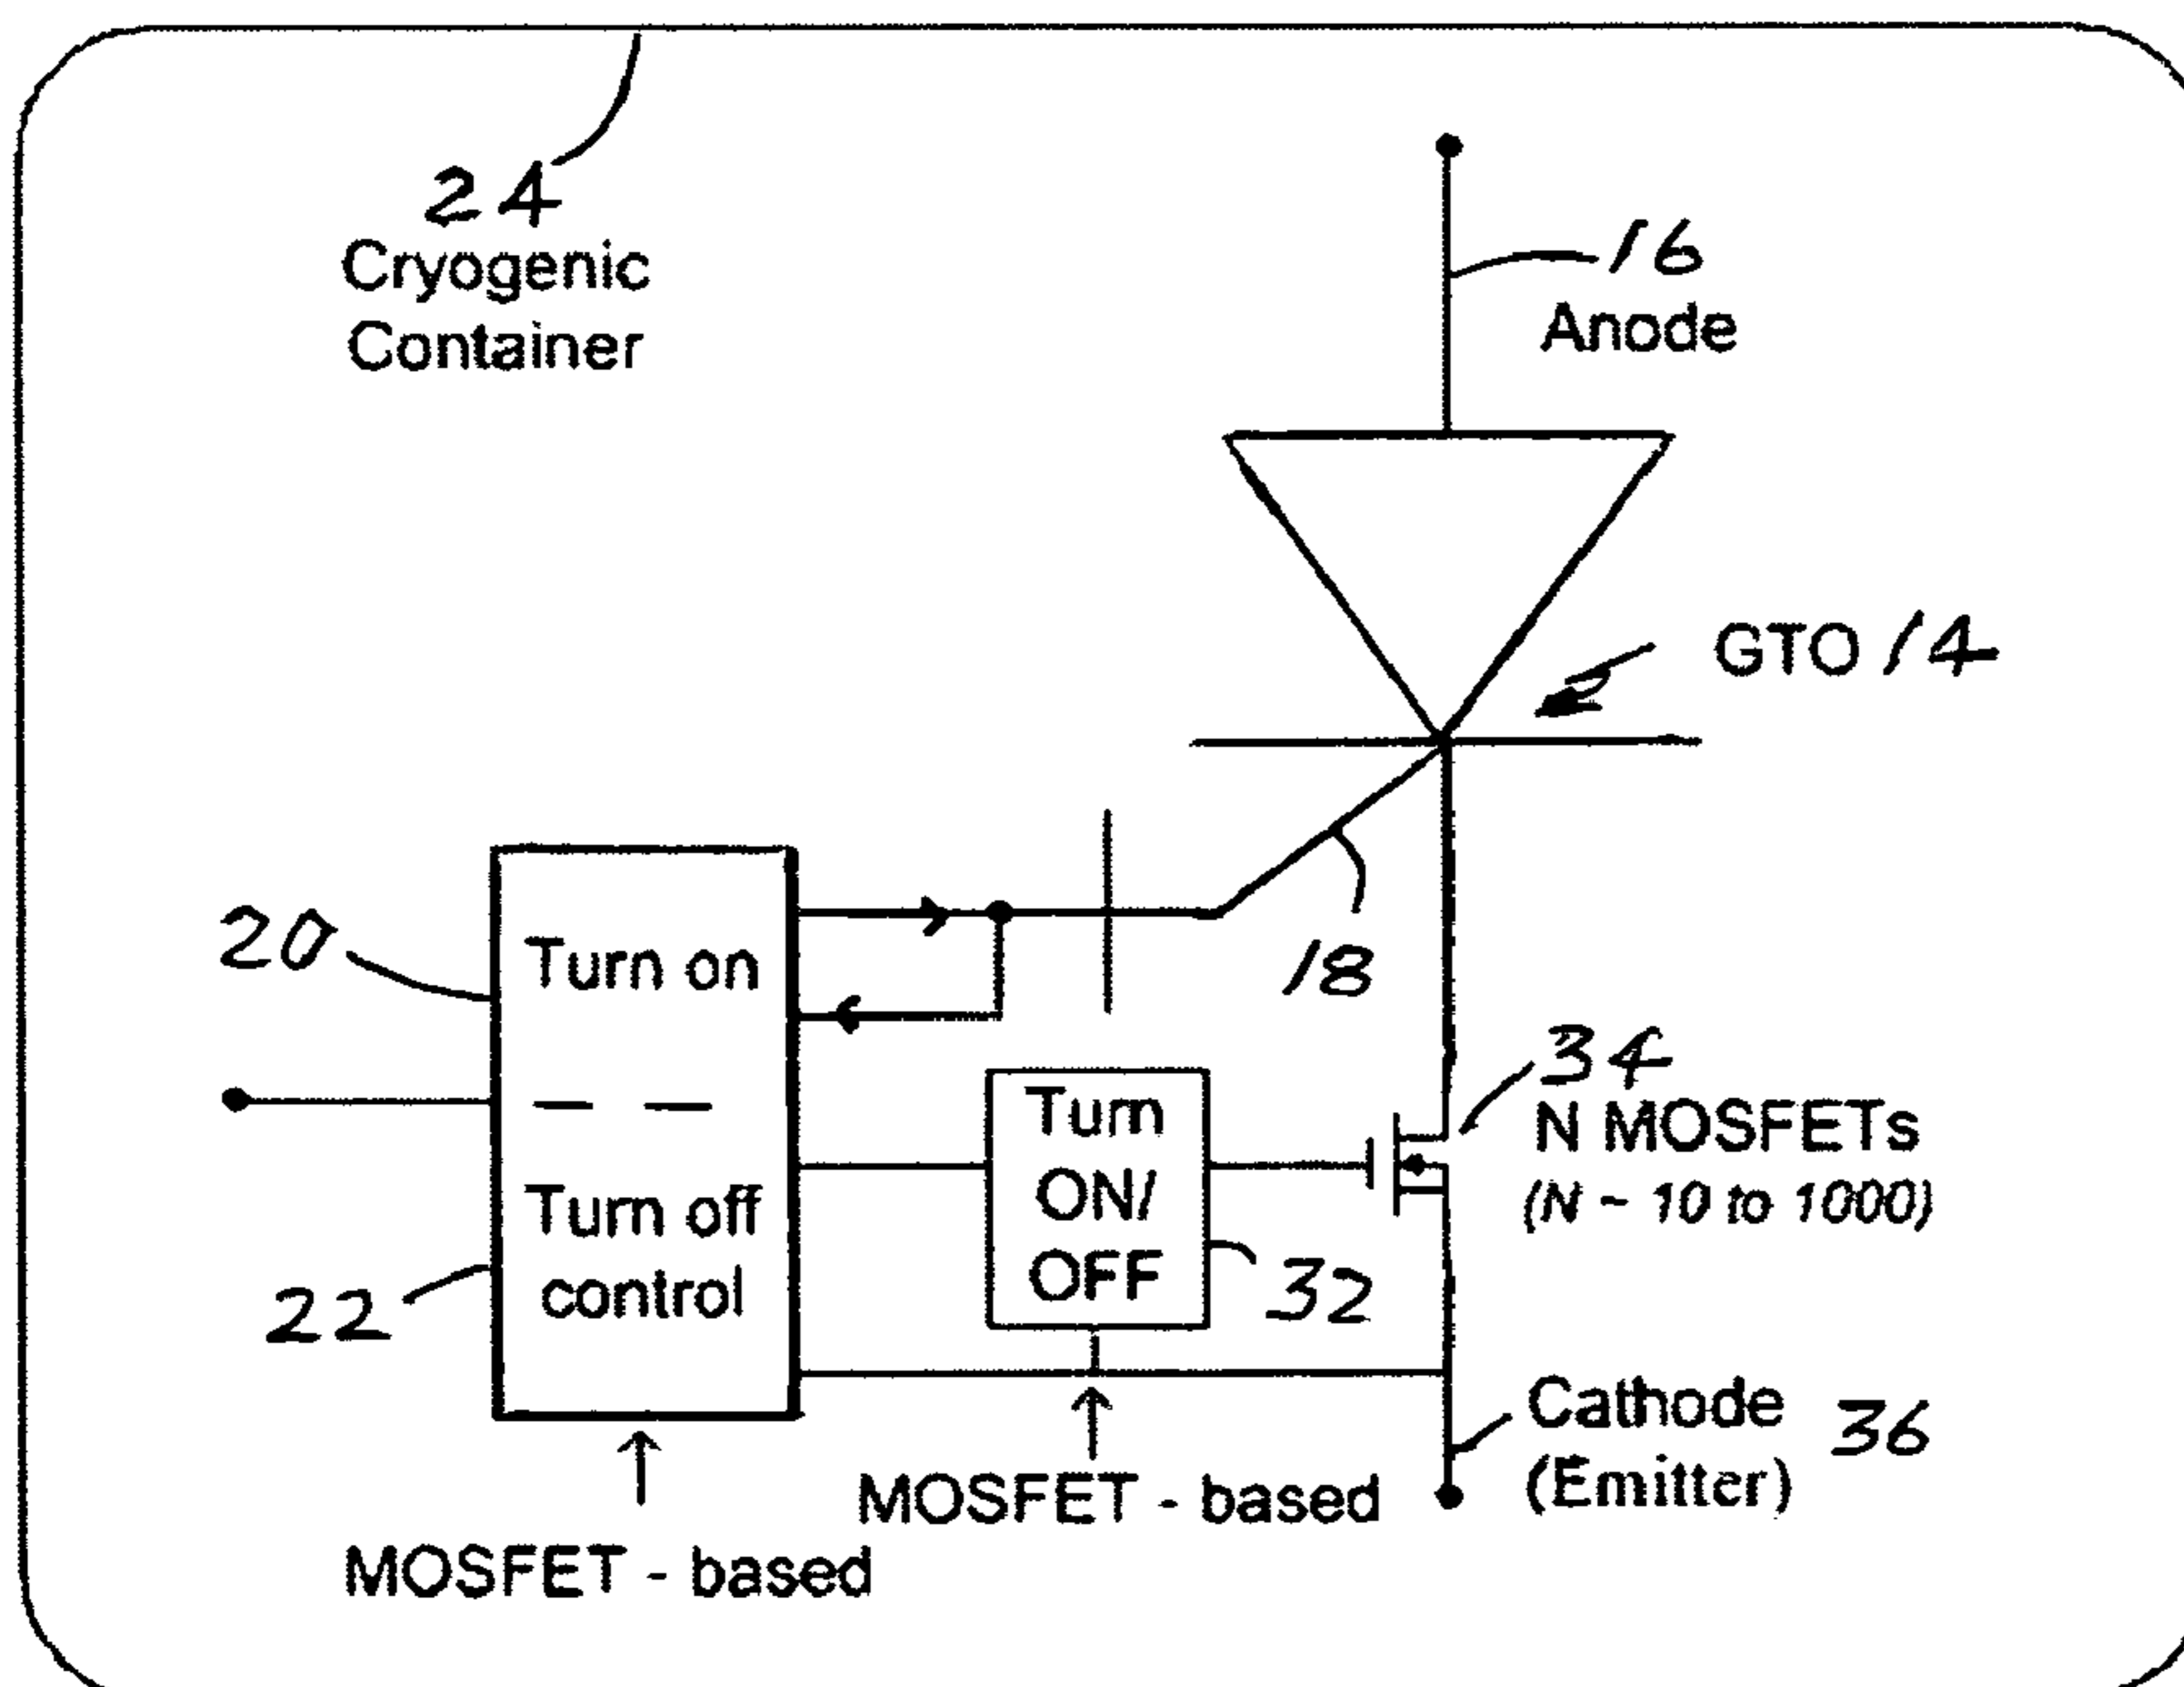 24
Cryogenic
Container
16
Anode
GTO 14
20
Turn on
18
34
N MOSFETs
(N ~ 10 to 1000)
Turn
ON/
OFF
Turn off
control
22
32
Cathode 36
(Emitter)
MOSFET - based
MOSFET - based